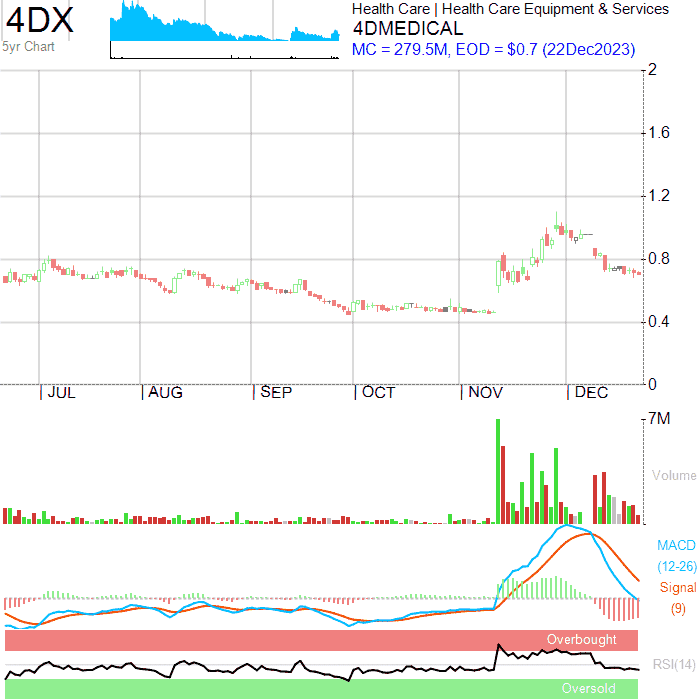 4DX
5yr Chart
Health Care | Health Care Equipment & Services
4DMEDICAL
MC = 279.5M, EOD = $0.7 (22Dec2023)
2
1.6
1.2
0.8
0.4
0
JUL AUG SEP OCT NOV DEC
7M
Volume
MACD
(12-26)
Signal
(9)
Overbought
RSI(14)
Oversold